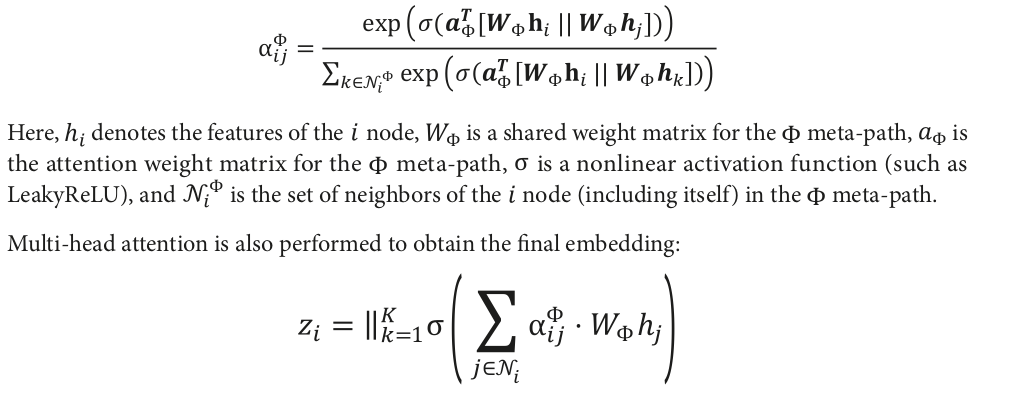 α_{ij}^Φ = exp(σ(a_Φ^T[W_Φ h_i || W_Φ h_j])) / ∑_{k∈𝒩_i^Φ} exp(σ(a_Φ^T[W_Φ h_i || W_Φ h_k]))
Here, h_i denotes the features of the i node, W_Φ is a shared weight matrix for the Φ meta-path, a_Φ is
the attention weight matrix for the Φ meta-path, σ is a nonlinear activation function (such as
LeakyReLU), and 𝒩_i^Φ is the set of neighbors of the i node (including itself) in the Φ meta-path.
Multi-head attention is also performed to obtain the final embedding:
z_i = ||_{k=1}^K σ(∑_{j∈𝒩_i} α_{ij}^Φ · W_Φ h_j)